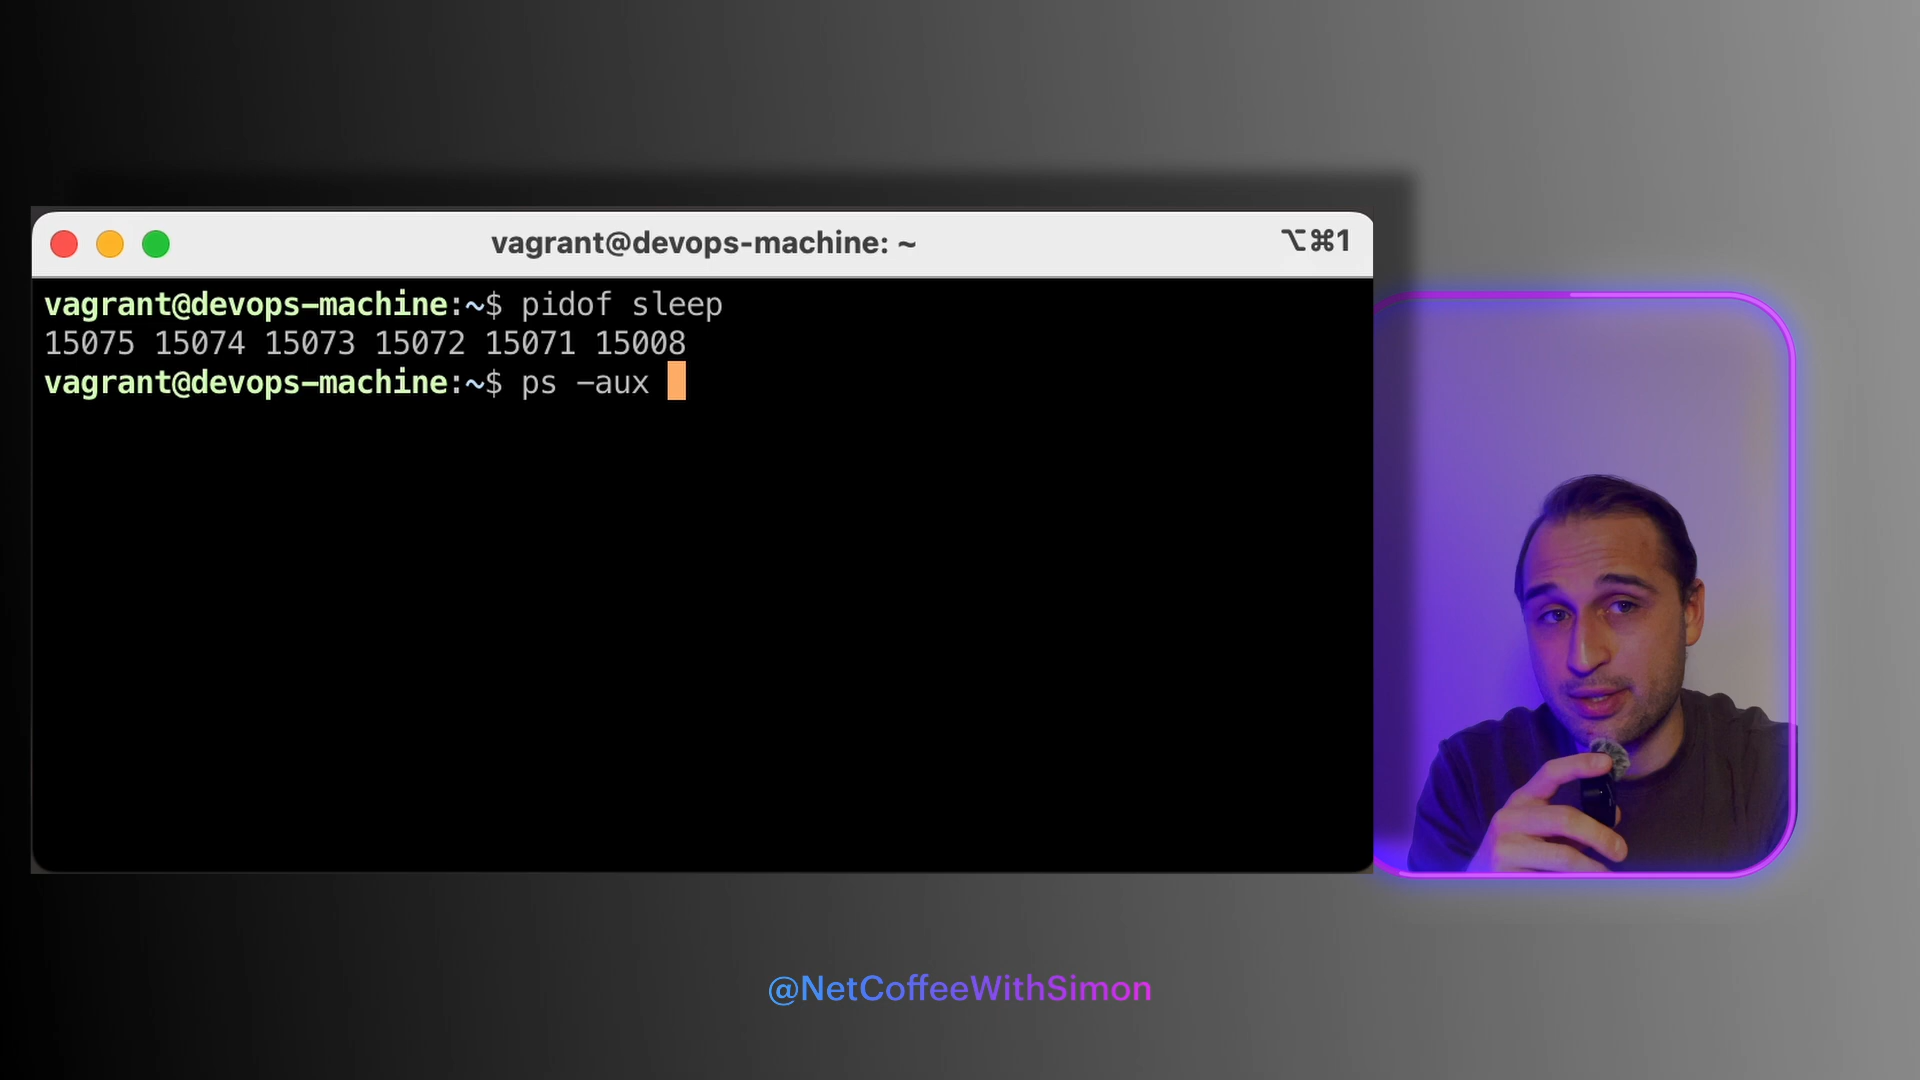 vagrant@devops-machine: ~
⌥⌘1
vagrant@devops-machine:~$ pidof sleep
15075 15074 15073 15072 15071 15008
vagrant@devops-machine:~$ ps -aux
@NetCoffeeWithSimon